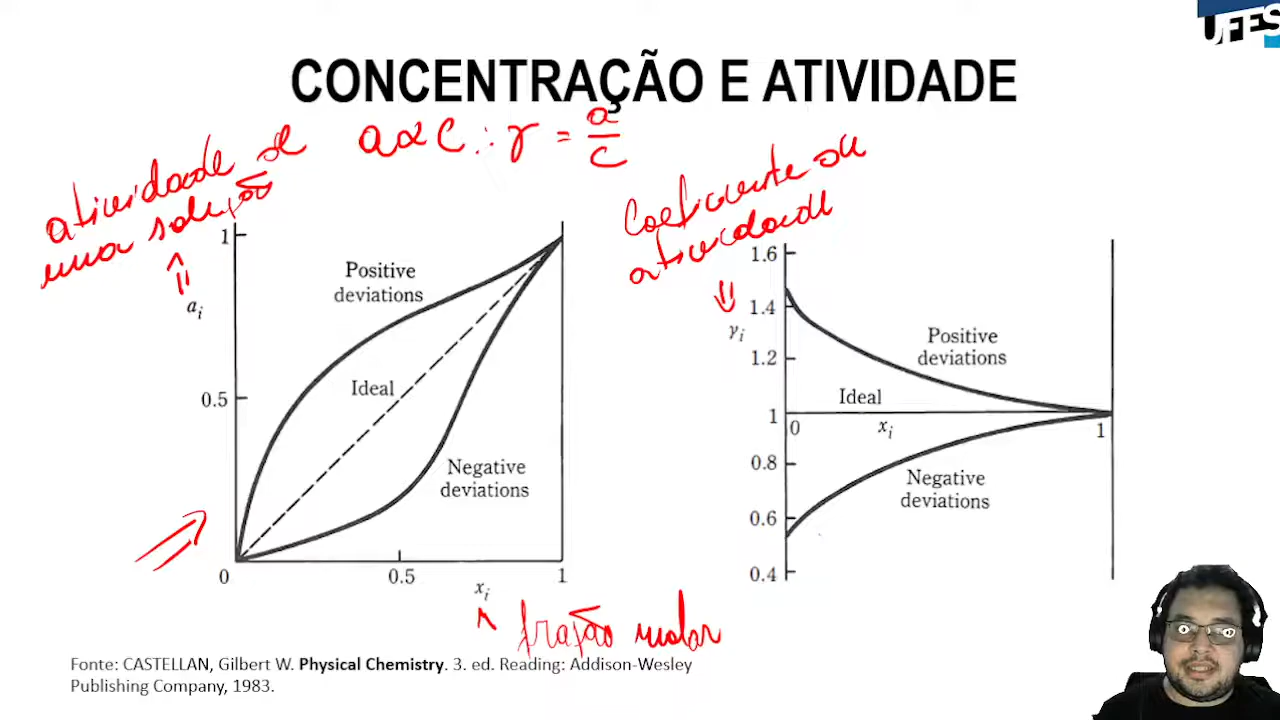 UFES
CONCENTRAÇÃO E ATIVIDADE
a α C ∴ γ = a/c
atividade de
uma solução
coeficiente de
atividade
a_i
1
0.5
0
0.5
1
x_i
Positive
deviations
Ideal
Negative
deviations
γ_i
1.6
1.4
1.2
1
0.8
0.6
0.4
0
x_i
1
Positive
deviations
Ideal
Negative
deviations
fração molar
Fonte: CASTELLAN, Gilbert W. Physical Chemistry. 3. ed. Reading: Addison-Wesley
Publishing Company, 1983.